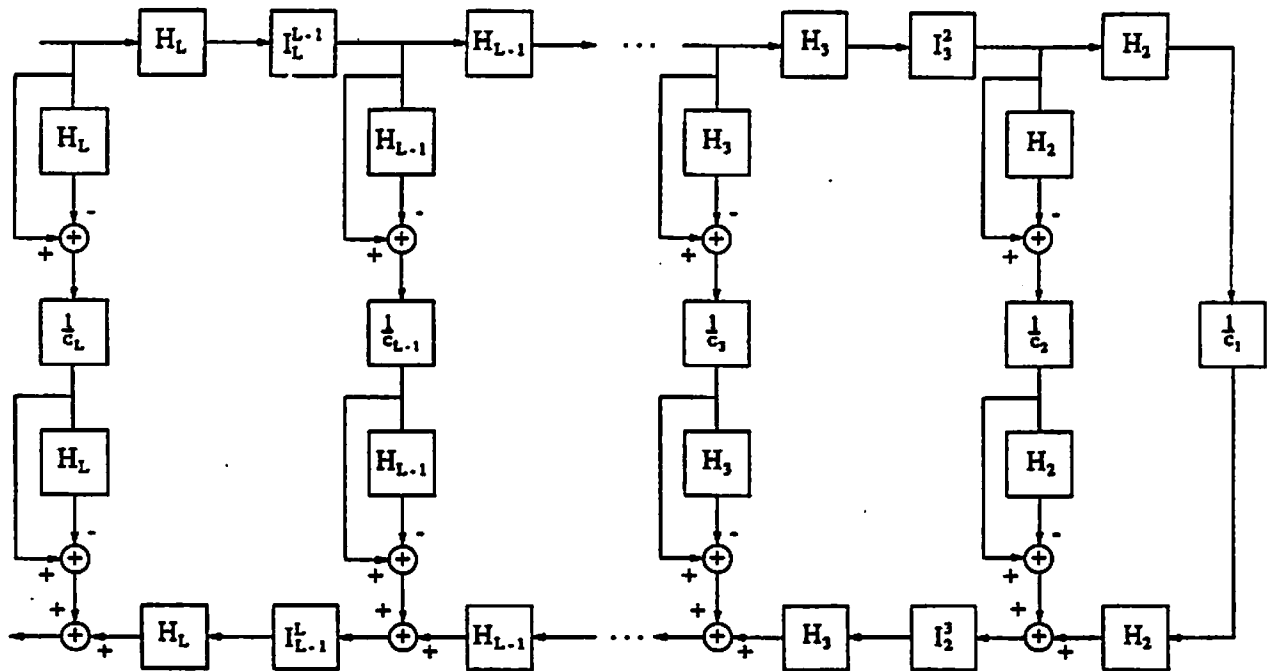 H_L I_L^{L-1} H_{L-1} ... H_3 I_3^2 H_2
H_L H_{L-1} H_3 H_2
- - - -
+ + + +
+ + + +
1/c_L 1/c_{L-1} 1/c_3 1/c_2 1/c_1
H_L H_{L-1} H_3 H_2
- - - -
+ + + +
+ + + +
+ + + +
+ H_L I_{L-1}^L + H_{L-1} ... + H_3 I_2^3 + H_2
+ + + +